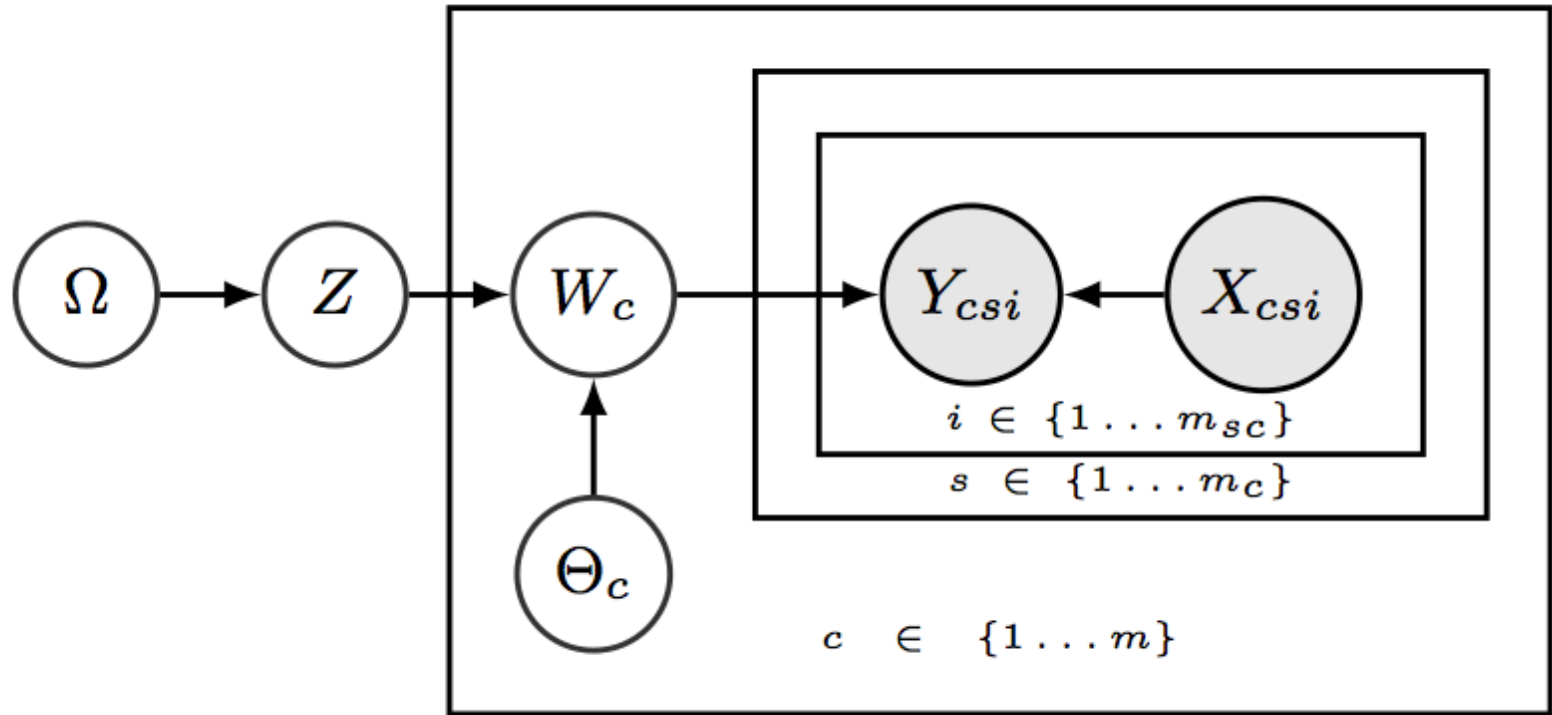 Ω Z W_c Y_csi X_csi
i ∈ {1 ... m_sc}
s ∈ {1 ... m_c}
Θ_c
c ∈ {1 ... m}